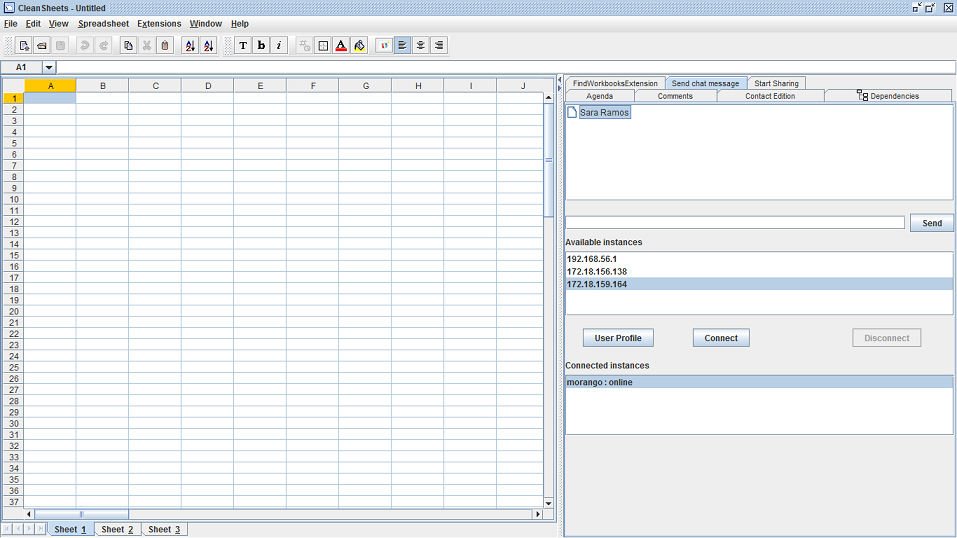 CleanSheets - Untitled
File Edit View Spreadsheet Extensions Window Help
T b i A
A1
A B C D E F G H I J
1
2
3
4
5
6
7
8
9
10
11
12
13
14
15
16
17
18
19
20
21
22
23
24
25
26
27
28
29
30
31
32
33
34
35
36
37
Sheet 1 Sheet 2 Sheet 3
FindWorkbooksExtension Send chat message Start Sharing
Agenda Comments Contact Edition Dependencies
Sara Ramos
Send
Available instances
192.168.56.1
172.18.156.138
172.18.159.164
User Profile Connect Disconnect
Connected instances
morango : online